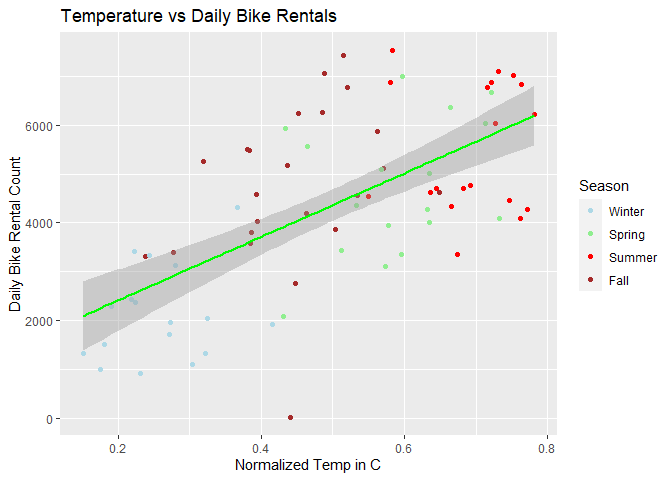 Temperature vs Daily Bike Rentals
Daily Bike Rental Count
6000
4000
2000
0
0.2
0.4
0.6
0.8
Normalized Temp in C
Season
Winter
Spring
Summer
Fall